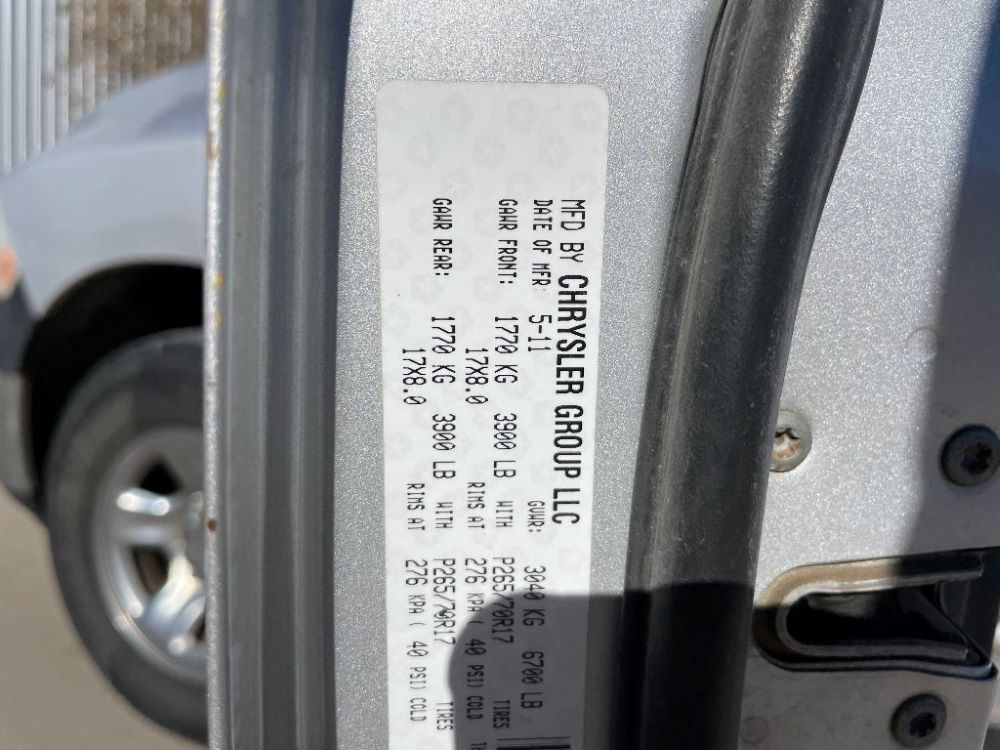 MFD BY CHRYSLER GROUP LLC
DATE OF MFR: 5-11 GVWR: 3040 KG 6700 LB
GAWR FRONT: 1770 KG 3900 LB WITH P265/70R17 TIRES
17X8.0 RIMS AT 276 KPA ( 40 PSI) COLD
GAWR REAR: 1770 KG 3900 LB WITH P265/70R17 TIRES
17X8.0 RIMS AT 276 KPA ( 40 PSI) COLD